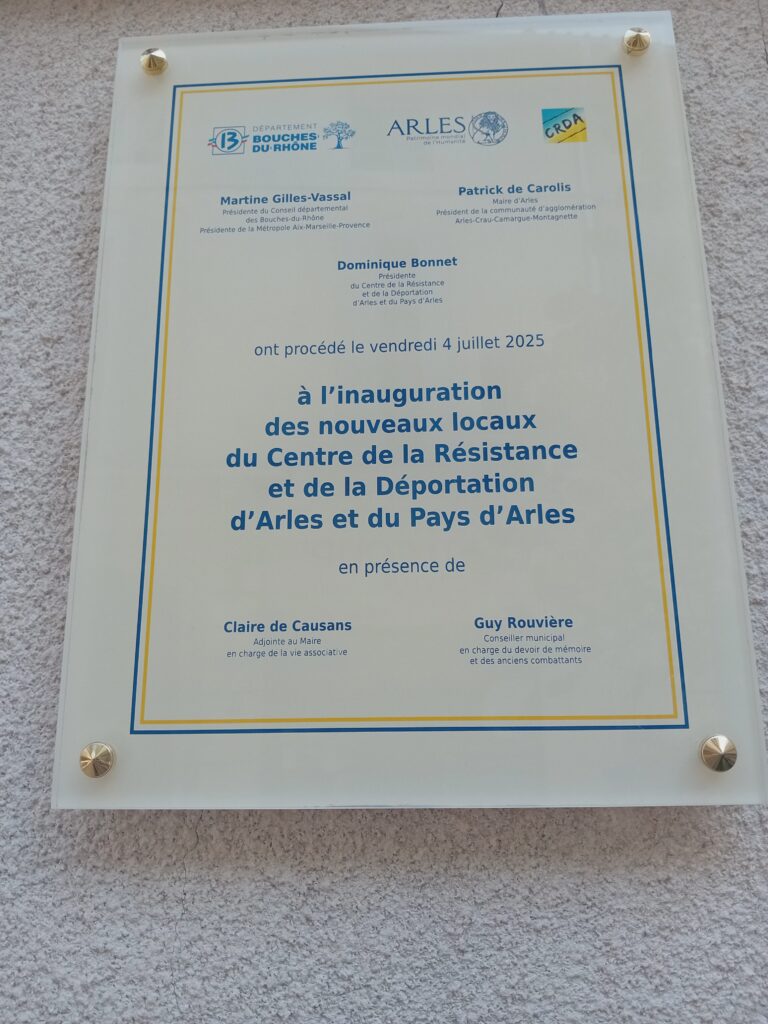 13
DÉPARTEMENT
BOUCHES
DU·RHÔNE
ARLES
Patrimoine mondial
de l'Humanité
CRDA
Martine Gilles-Vassal
Présidente du Conseil départemental
des Bouches-du-Rhône
Présidente de la Métropole Aix-Marseille-Provence
Patrick de Carolis
Maire d'Arles
Président de la communauté d'agglomération
Arles-Crau-Camargue-Montagnette
Dominique Bonnet
Présidente
du Centre de la Résistance
et de la Déportation
d'Arles et du Pays d'Arles
ont procédé le vendredi 4 juillet 2025
à l'inauguration
des nouveaux locaux
du Centre de la Résistance
et de la Déportation
d'Arles et du Pays d'Arles
en présence de
Claire de Causans
Adjointe au Maire
en charge de la vie associative
Guy Rouvière
Conseiller municipal
en charge du devoir de mémoire
et des anciens combattants